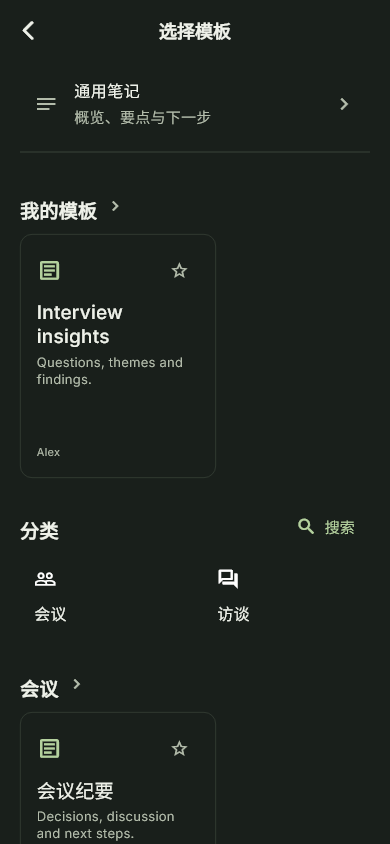 选择模板
通用笔记
概览、要点与下一步
我的模板
Interview
insights
Questions, themes and
findings.
Alex
分类
搜索
会议
访谈
会议
会议纪要
Decisions, discussion
and next steps.